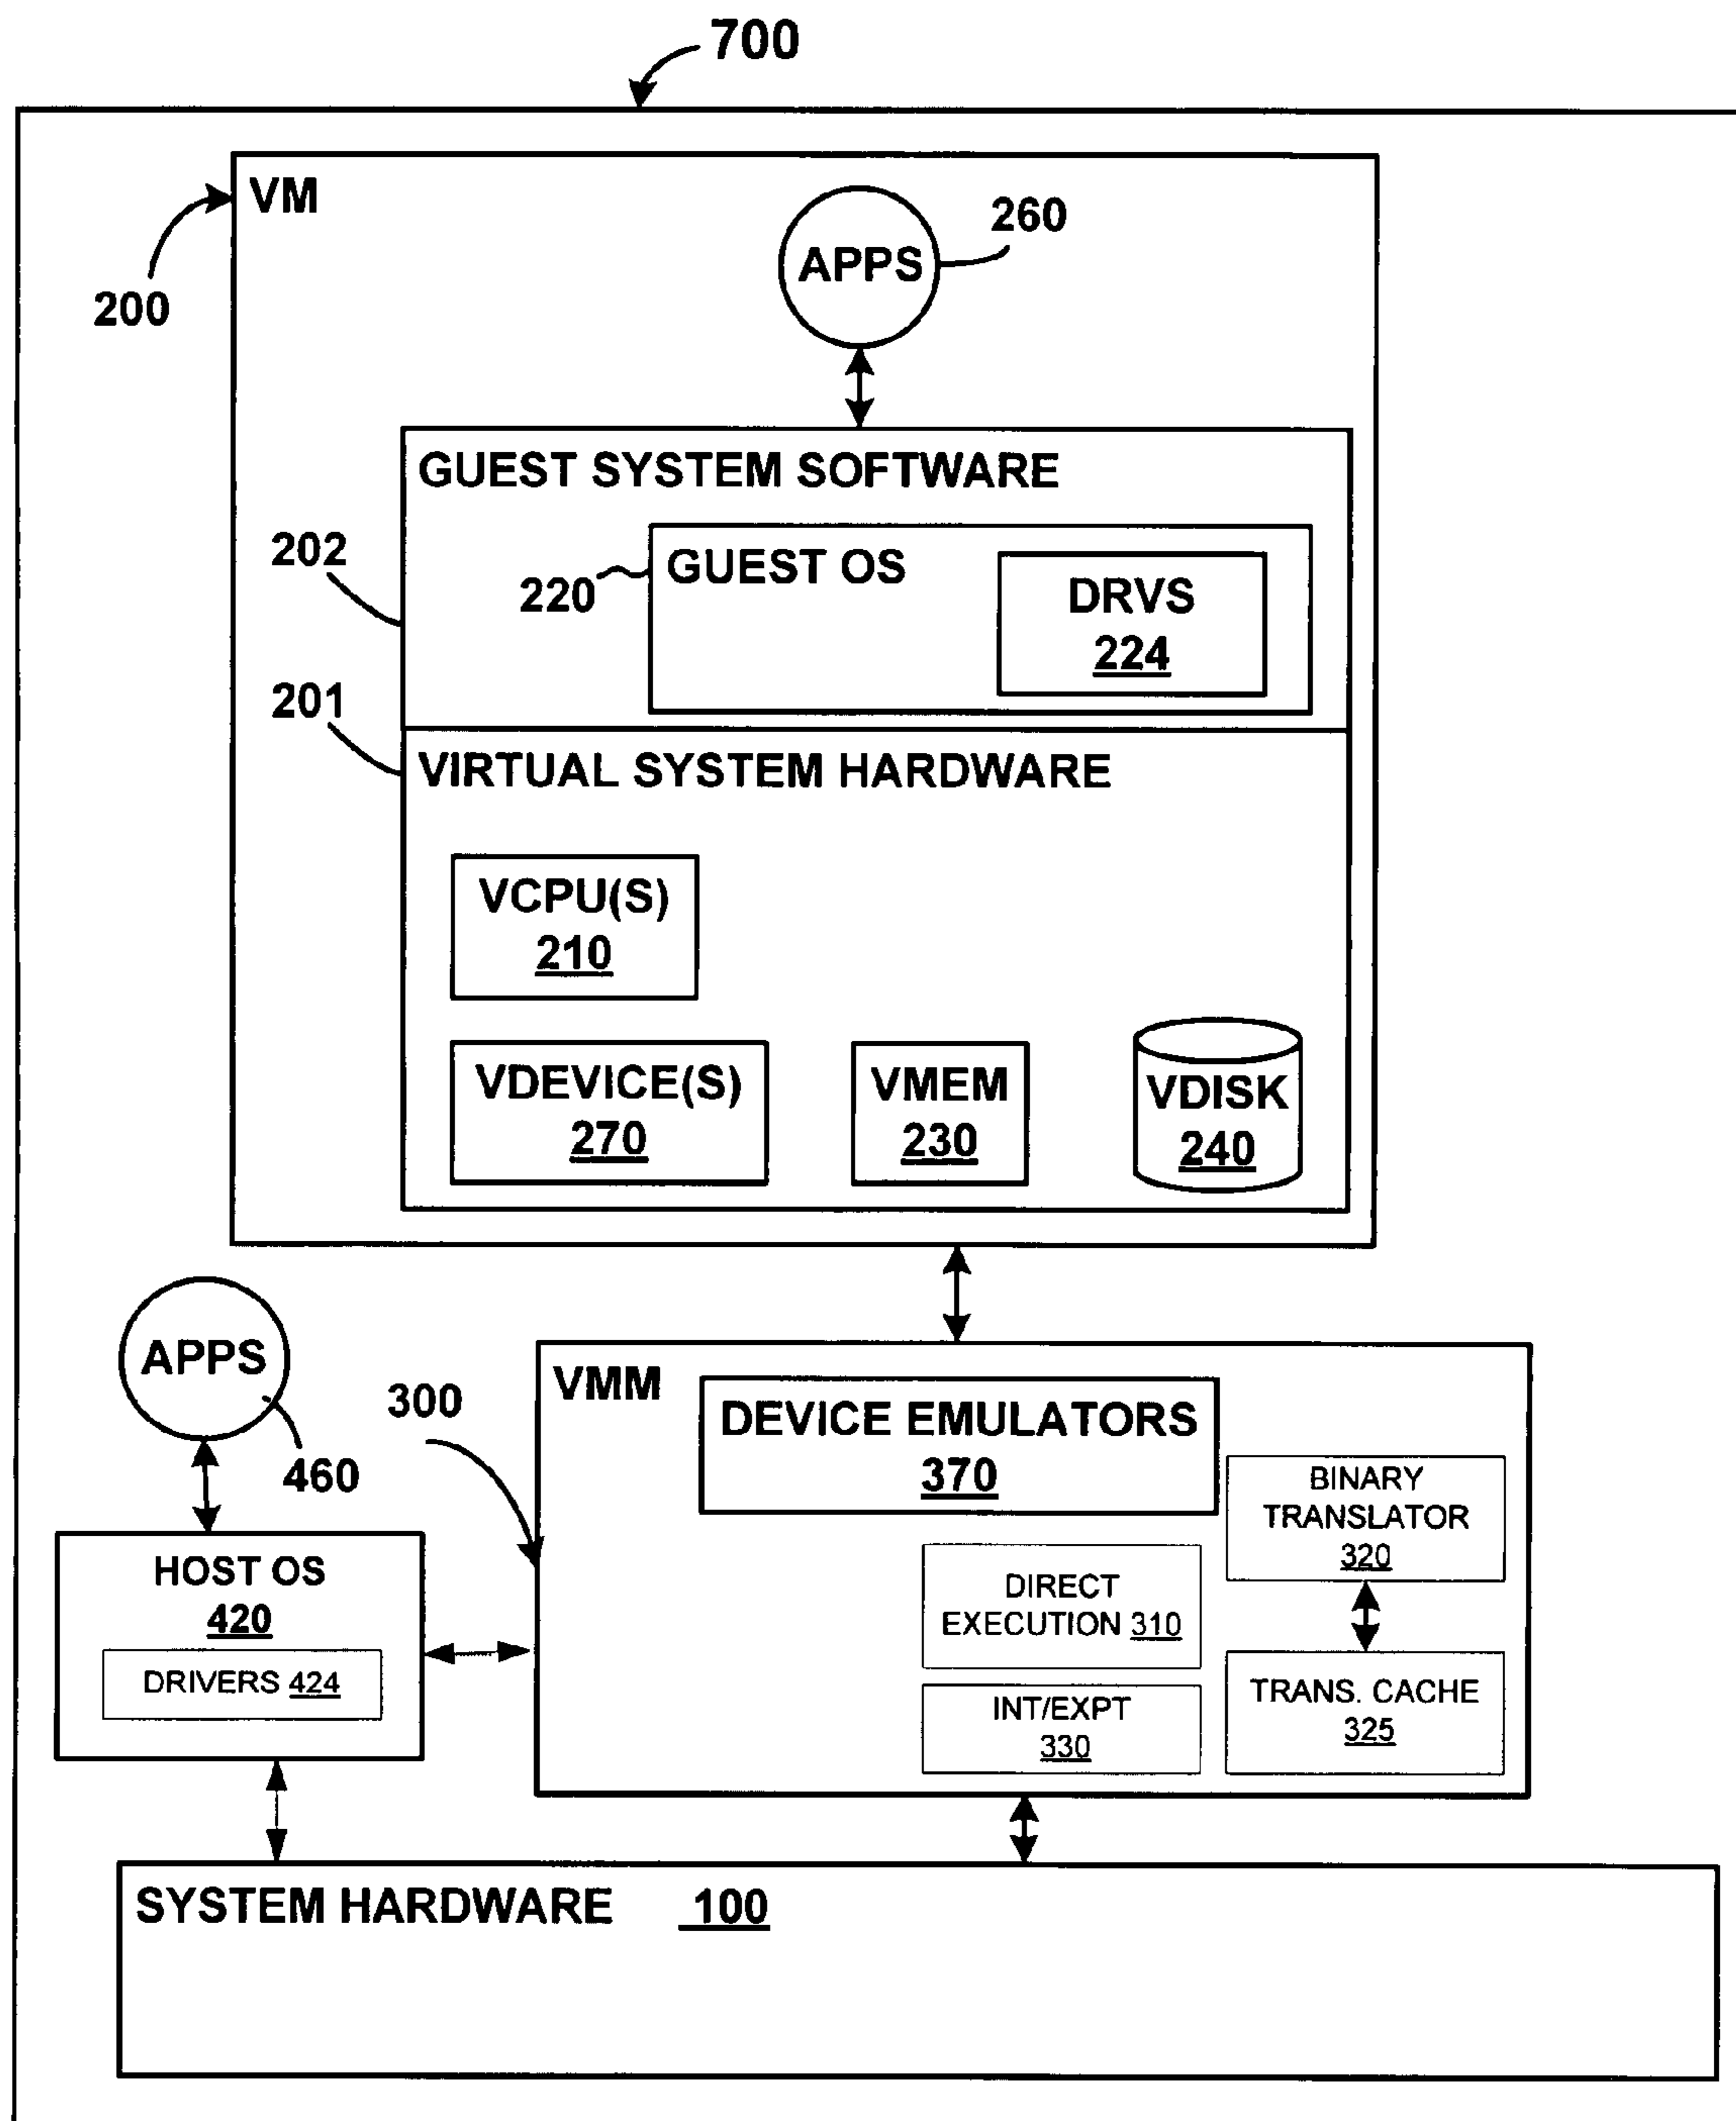 700
VM
200
APPS
260
GUEST SYSTEM SOFTWARE
202
220
GUEST OS
DRVS
224
201
VIRTUAL SYSTEM HARDWARE
VCPU(S)
210
VDEVICE(S)
270
VMEM
230
VDISK
240
APPS
460
300
VMM
DEVICE EMULATORS
370
BINARY
TRANSLATOR
320
DIRECT
EXECUTION 310
HOST OS
420
DRIVERS 424
INT/EXPT
330
TRANS. CACHE
325
SYSTEM HARDWARE 100